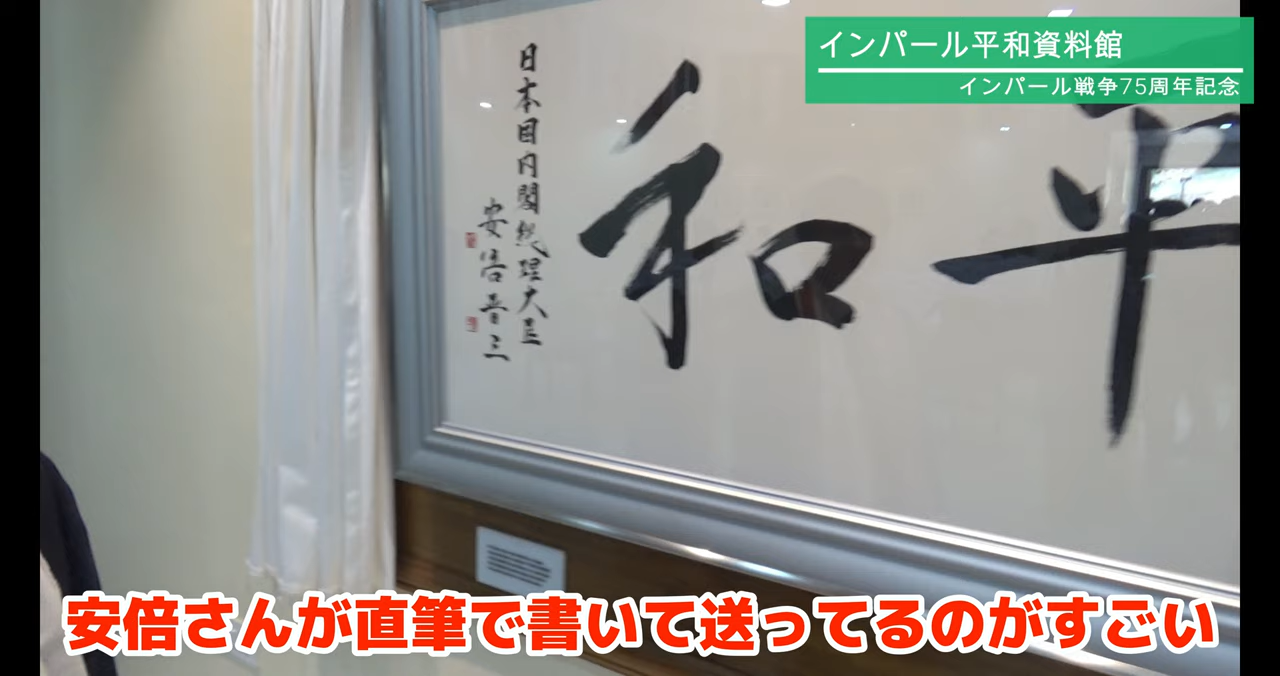 インパール平和資料館
インパール戦争75周年記念
平和
日本国内閣総理大臣
安倍晋三
安倍さんが直筆で書いて送ってるのがすごい